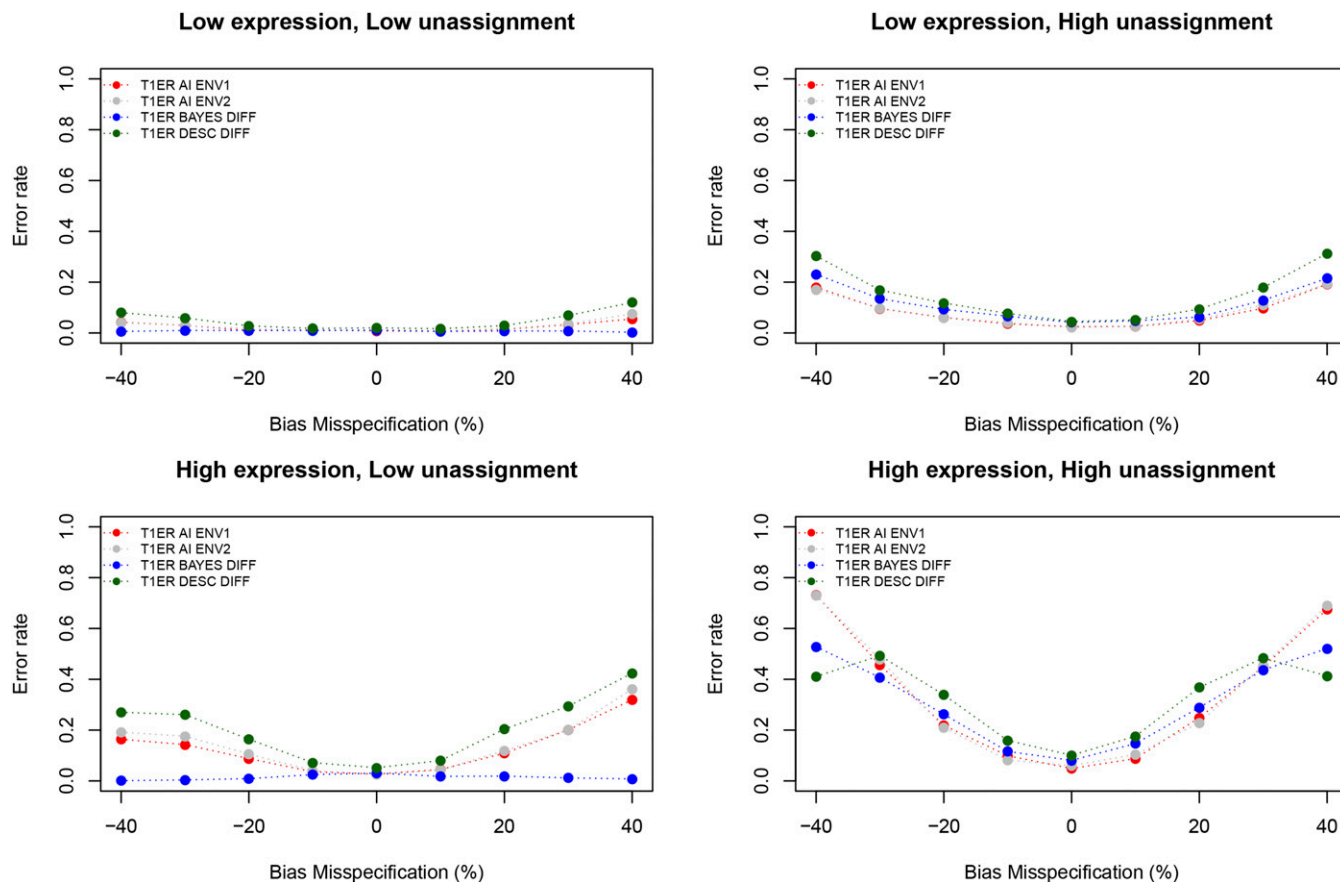 Low expression, Low unassignment
Error rate
1.0
0.8
0.6
0.4
0.2
0.0
T1ER AI ENV1
T1ER AI ENV2
T1ER BAYES DIFF
T1ER DESC DIFF
−40 −20 0 20 40
Bias Misspecification (%)
Low expression, High unassignment
Error rate
1.0
0.8
0.6
0.4
0.2
0.0
T1ER AI ENV1
T1ER AI ENV2
T1ER BAYES DIFF
T1ER DESC DIFF
−40 −20 0 20 40
Bias Misspecification (%)
High expression, Low unassignment
Error rate
1.0
0.8
0.6
0.4
0.2
0.0
T1ER AI ENV1
T1ER AI ENV2
T1ER BAYES DIFF
T1ER DESC DIFF
−40 −20 0 20 40
Bias Misspecification (%)
High expression, High unassignment
Error rate
1.0
0.8
0.6
0.4
0.2
0.0
T1ER AI ENV1
T1ER AI ENV2
T1ER BAYES DIFF
T1ER DESC DIFF
−40 −20 0 20 40
Bias Misspecification (%)